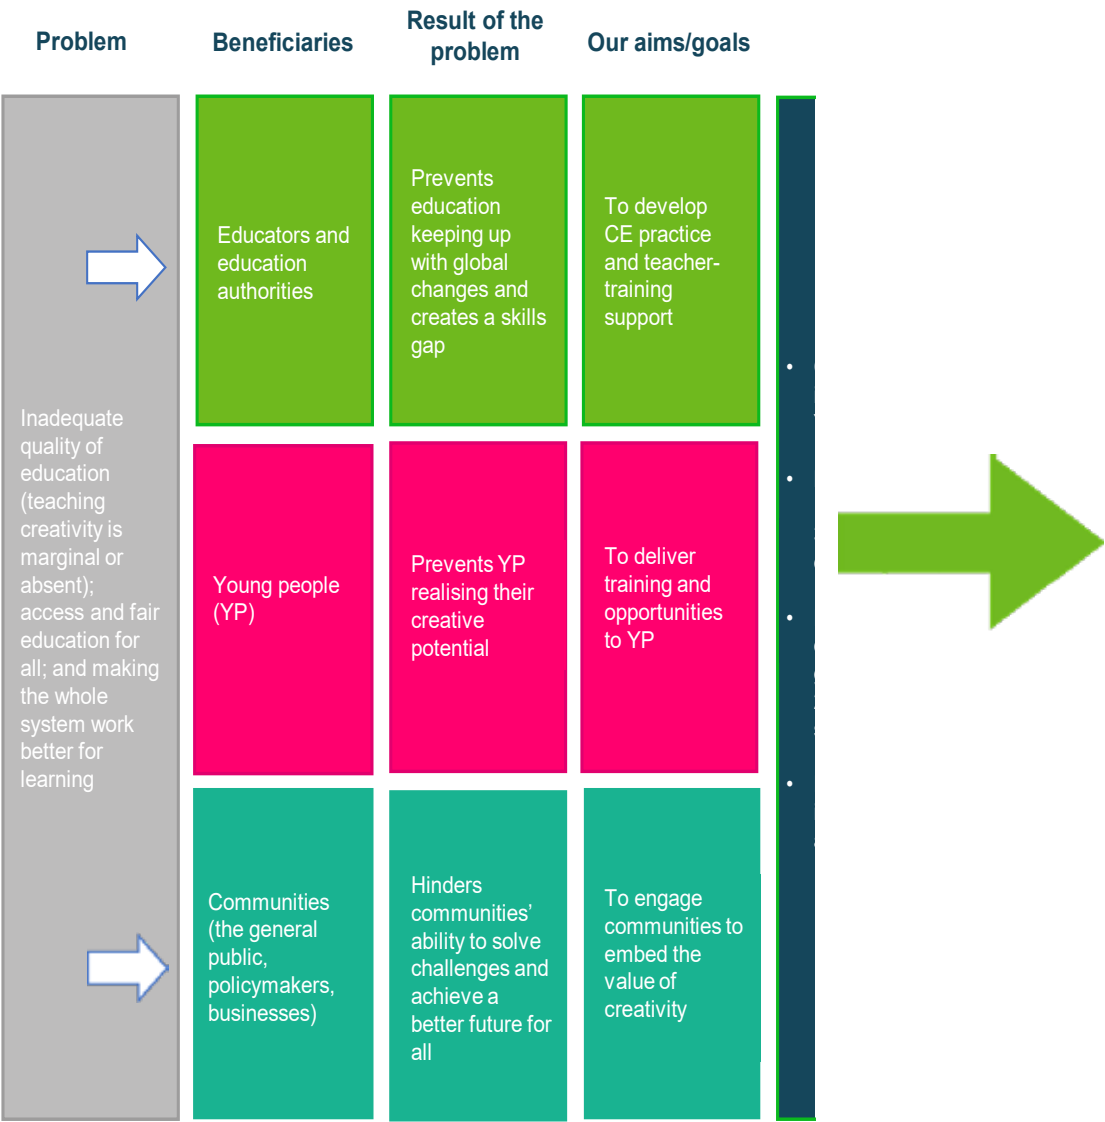 Problem
Beneficiaries
Result of the
problem
Our aims/goals
Inadequate
quality of
education
(teaching
creativity is
marginal or
absent);
access and fair
education for
all; and making
the whole
system work
better for
learning
Educators and
education
authorities
Prevents
education
keeping up
with global
changes and
creates a skills
gap
To develop
CE practice
and teacher-
training
support
Young people
(YP)
Prevents YP
realising their
creative
potential
To deliver
training and
opportunities
to YP
Communities
(the general
public,
policymakers,
businesses)
Hinders
communities’
ability to solve
challenges and
achieve a
better future for
all
To engage
communities to
embed the
value of
creativity